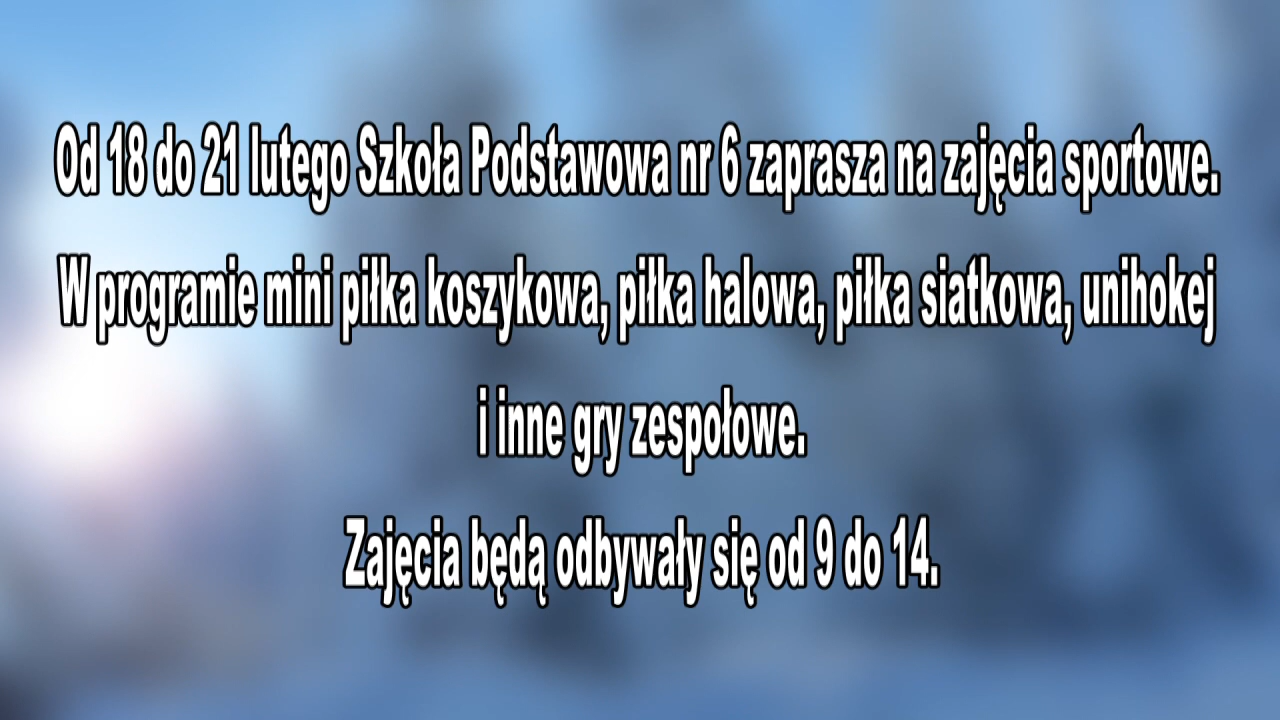 Od 18 do 21 lutego Szkoła Podstawowa nr 6 zaprasza na zajęcia sportowe.
W programie mini piłka koszykowa, piłka halowa, piłka siatkowa, unihokej
i inne gry zespołowe.
Zajęcia będą odbywały się od 9 do 14.